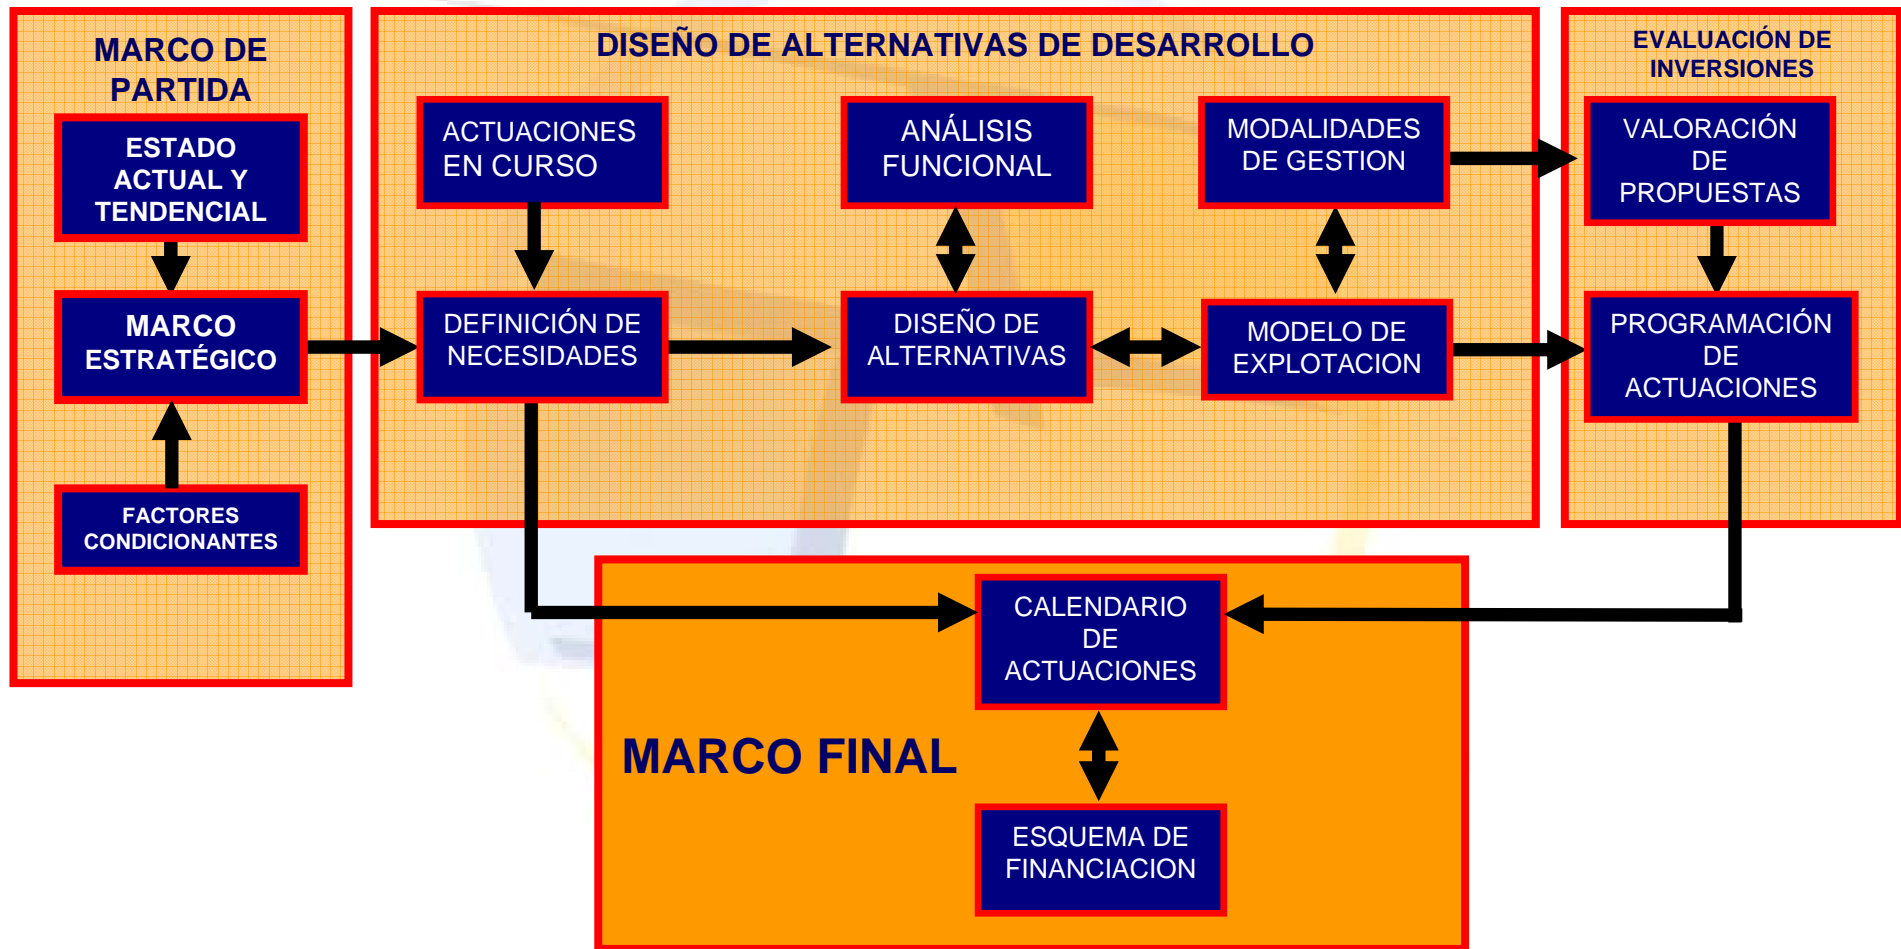 MARCO DE
PARTIDA
ESTADO
ACTUAL Y
TENDENCIAL
MARCO
ESTRATÉGICO
FACTORES
CONDICIONANTES
DISEÑO DE ALTERNATIVAS DE DESARROLLO
ACTUACIONES
EN CURSO
ANÁLISIS
FUNCIONAL
MODALIDADES
DE GESTION
DEFINICIÓN DE
NECESIDADES
DISEÑO DE
ALTERNATIVAS
MODELO DE
EXPLOTACION
EVALUACIÓN DE
INVERSIONES
VALORACIÓN
DE
PROPUESTAS
PROGRAMACIÓN
DE
ACTUACIONES
MARCO FINAL
CALENDARIO
DE
ACTUACIONES
ESQUEMA DE
FINANCIACION